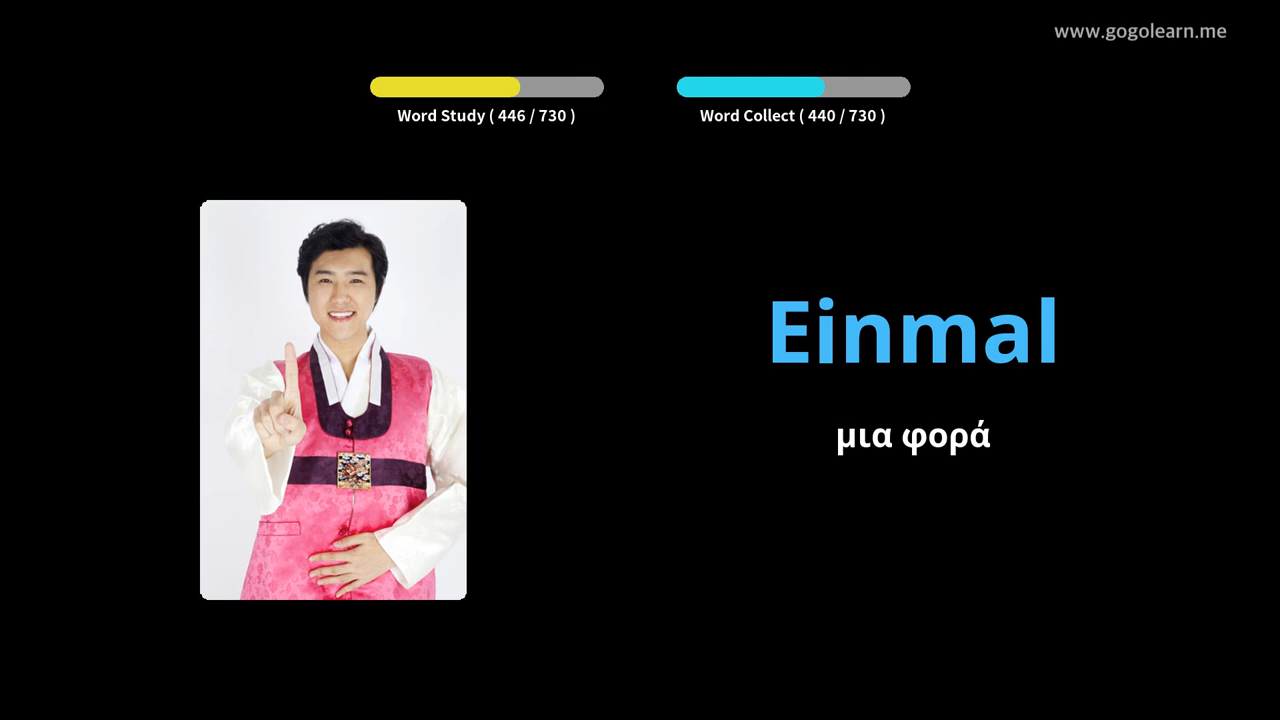 www.gogolearn.me
Word Study ( 446 / 730 )
Word Collect ( 440 / 730 )
Einmal
μια φορά